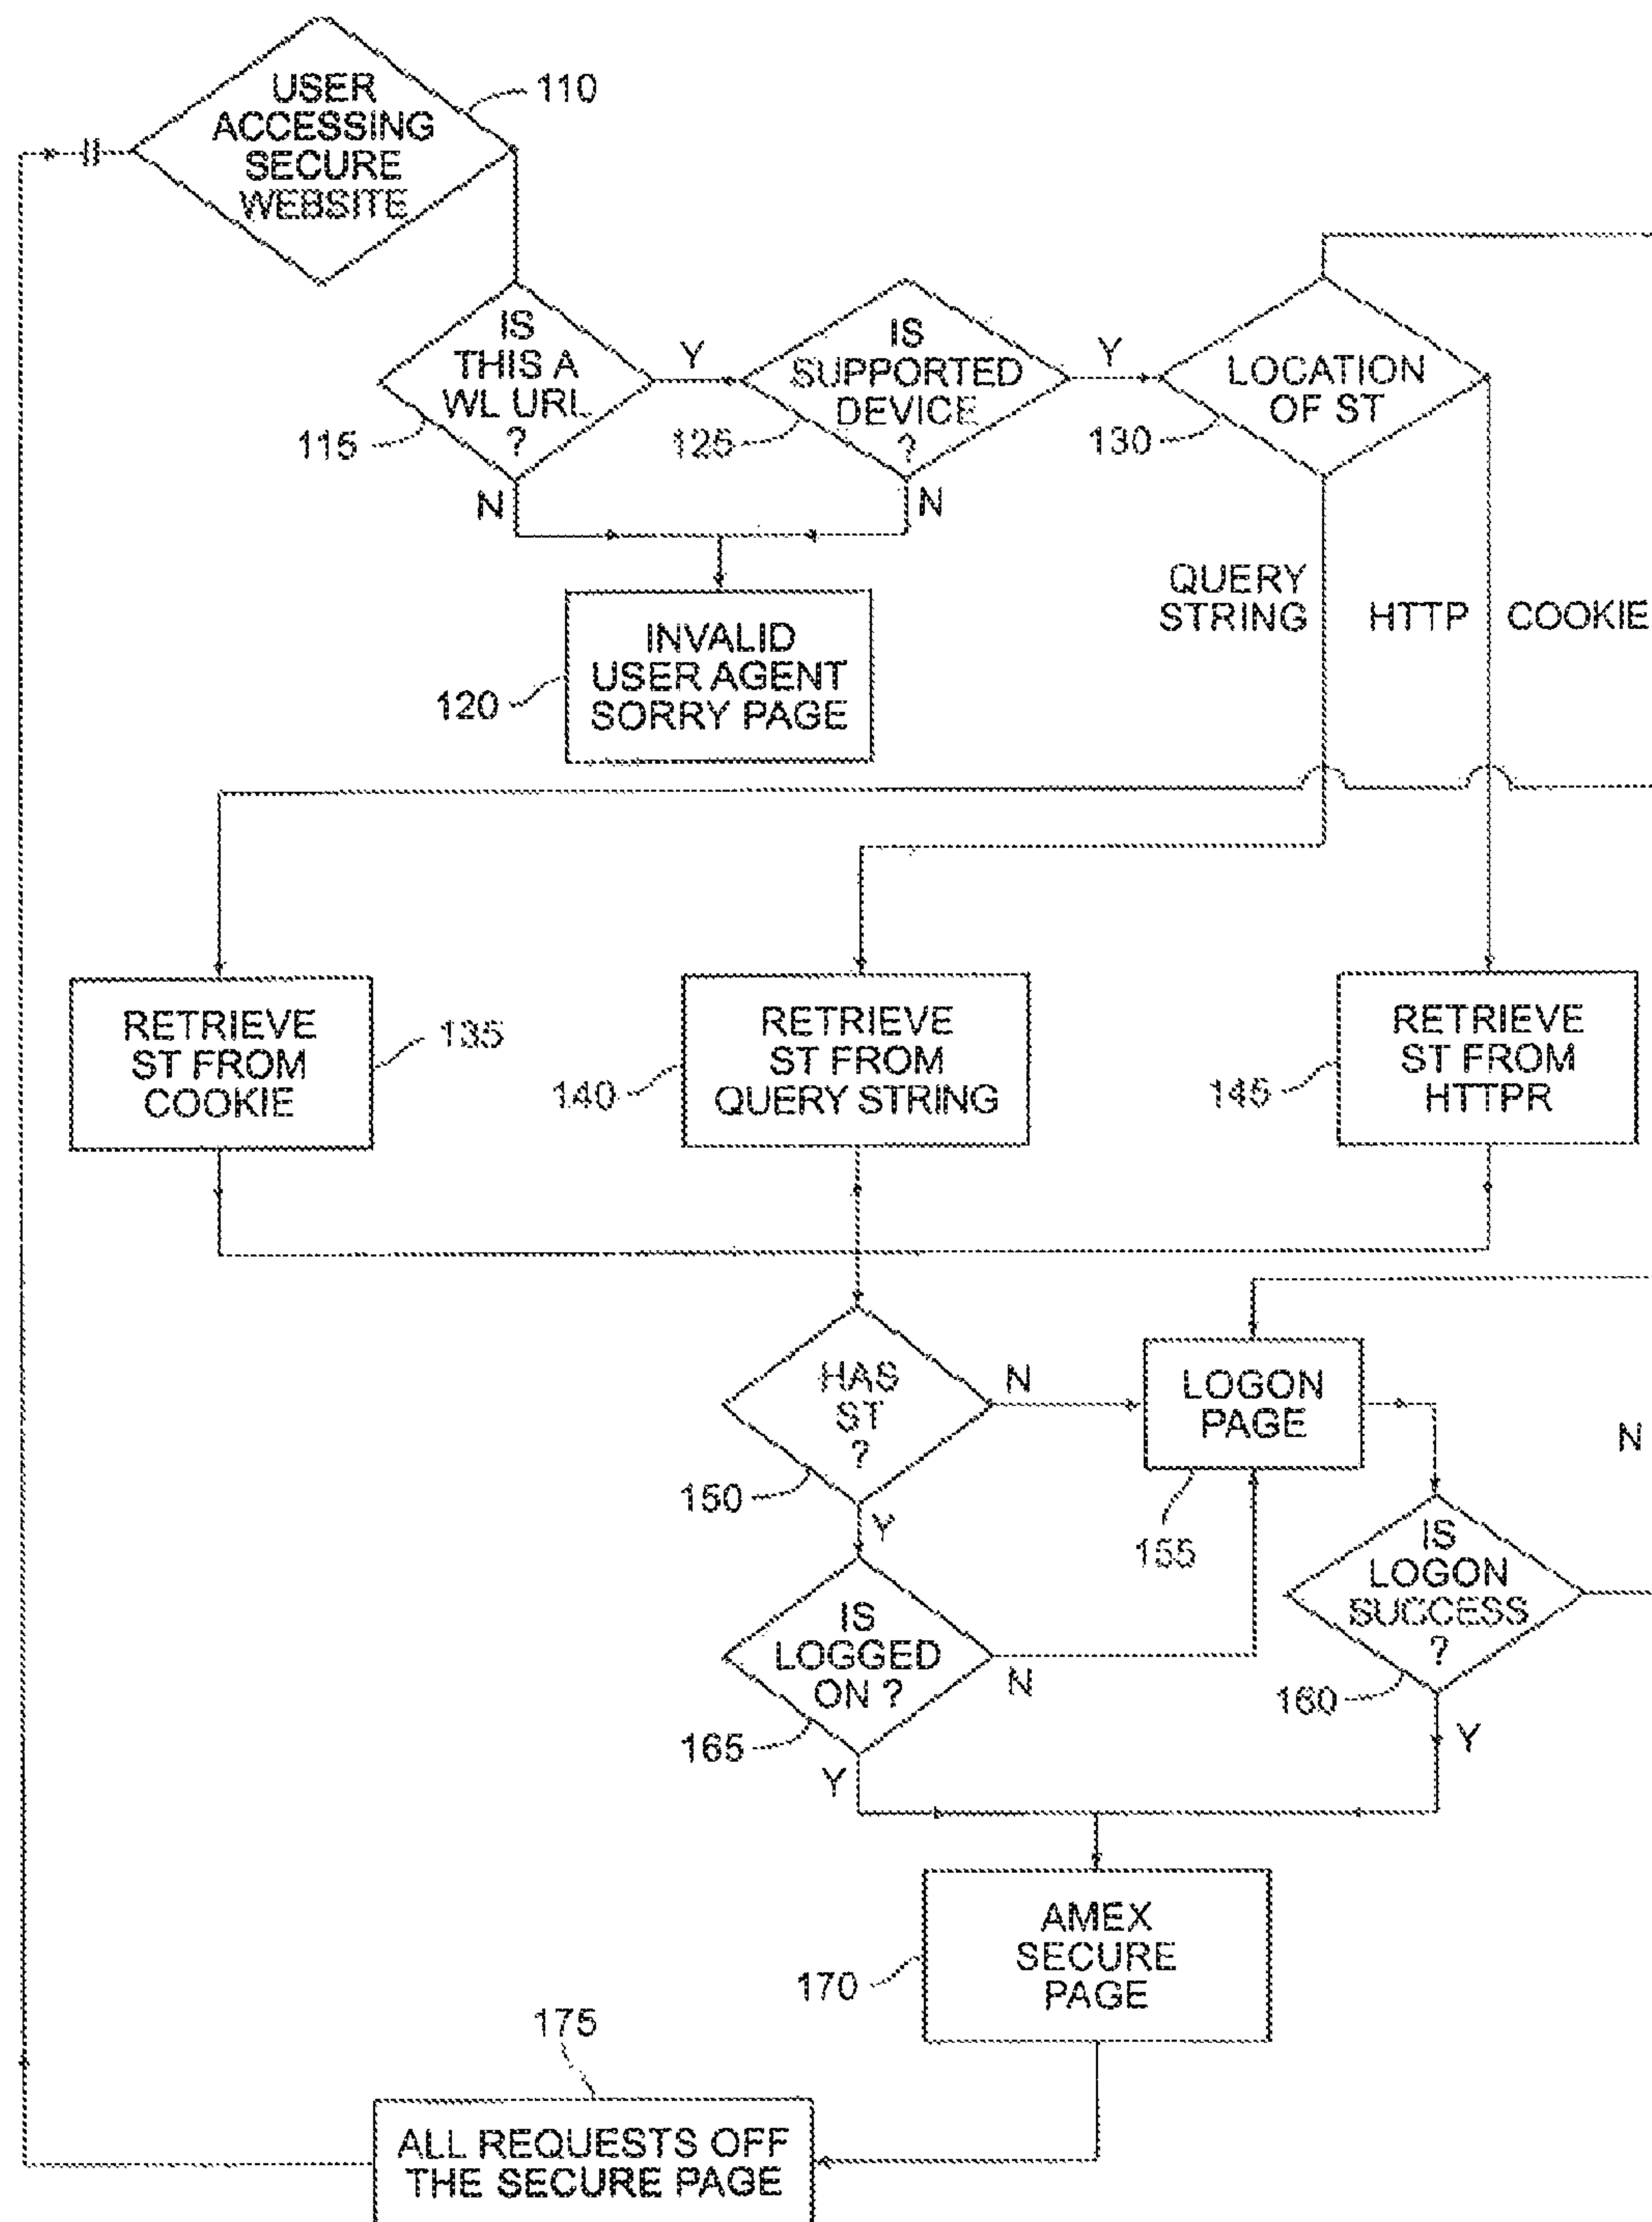 USER
ACCESSING
SECURE
WEBSITE
110
IS
THIS A
WL URL
?
115
Y
N
IS
SUPPORTED
DEVICE
?
125
Y
N
LOCATION
OF ST
130
INVALID
USER AGENT
SORRY PAGE
120
QUERY
STRING
HTTP
COOKIE
RETRIEVE
ST FROM
COOKIE
135
RETRIEVE
ST FROM
QUERY STRING
140
RETRIEVE
ST FROM
HTTPR
145
HAS
ST
?
150
N
Y
LOGON
PAGE
155
N
IS
LOGON
SUCCESS
?
160
Y
IS
LOGGED
ON ?
165
N
Y
AMEX
SECURE
PAGE
170
175
ALL REQUESTS OFF
THE SECURE PAGE